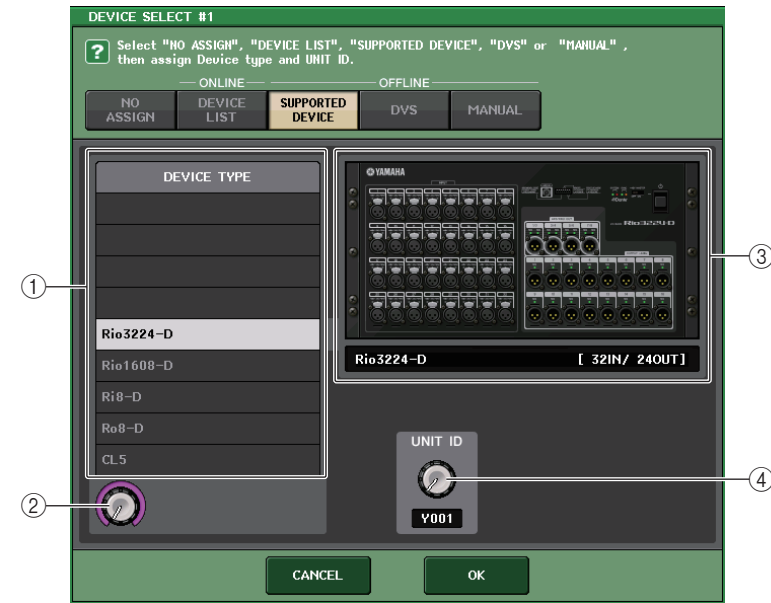 DEVICE SELECT #1
? Select "NO ASSIGN", "DEVICE LIST", "SUPPORTED DEVICE", "DVS" or "MANUAL" ,
then assign Device type and UNIT ID.
ONLINE OFFLINE
NO ASSIGN
DEVICE LIST
SUPPORTED DEVICE
DVS
MANUAL
DEVICE TYPE
Rio3224-D
Rio1608-D
Ri8-D
Ro8-D
CL5
YAMAHA
Rio3224-D
Rio3224-D [ 32IN/ 24OUT]
UNIT ID
Y001
CANCEL
OK
1
2
3
4